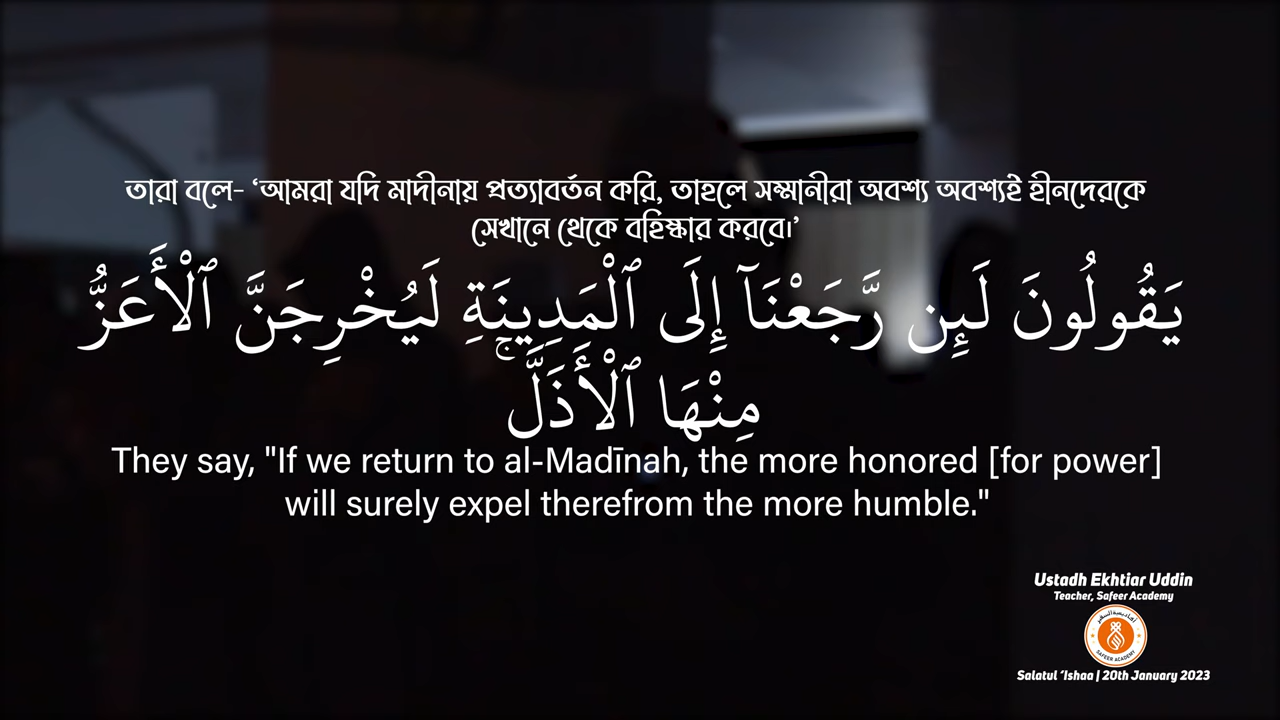 তারা বলে- ‘আমরা যদি মাদীনায় প্রত্যাবর্তন করি, তাহলে সম্মানীরা অবশ্য অবশ্যই হীনদেরকে
সেখানে থেকে বহিষ্কার করবে।’
يَقُولُونَ لَئِن رَّجَعْنَآ إِلَى ٱلْمَدِينَةِ لَيُخْرِجَنَّ ٱلْأَعَزُّ
مِنْهَا ٱلْأَذَلَّ ۚ
They say, "If we return to al-Madīnah, the more honored [for power]
will surely expel therefrom the more humble."
Ustadh Ekhtiar Uddin
Teacher, Safeer Academy
أكاديمية السفير
SAFEER ACADEMY
Salatul ‘Ishaa | 20th January 2023